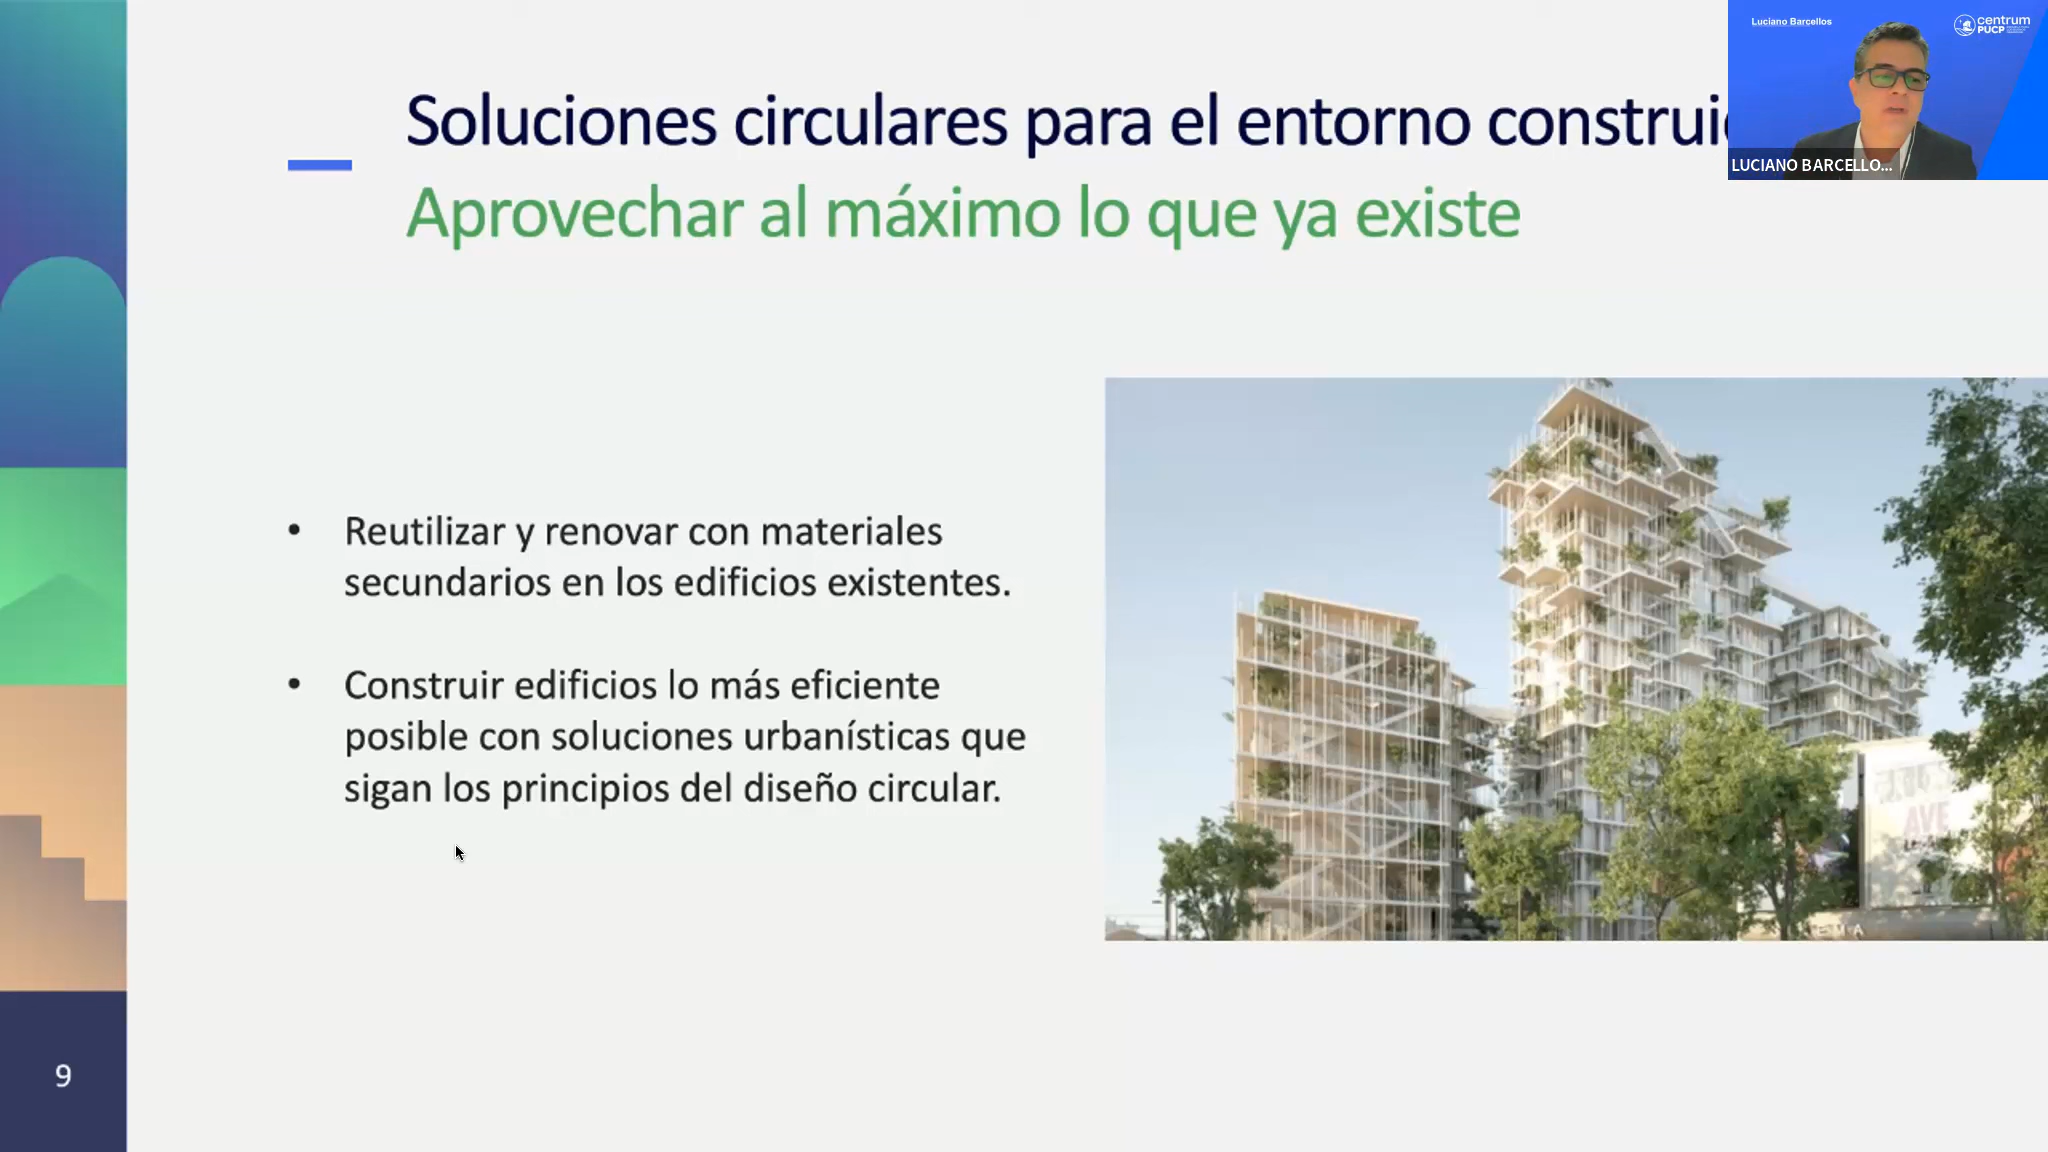 Soluciones circulares para el entorno construi
Aprovechar al máximo lo que ya existe
Luciano Barcellos
centrum
PUCP
LUCIANO BARCELLO...
• Reutilizar y renovar con materiales
secundarios en los edificios existentes.
• Construir edificios lo más eficiente
posible con soluciones urbanísticas que
sigan los principios del diseño circular.
AVE
9